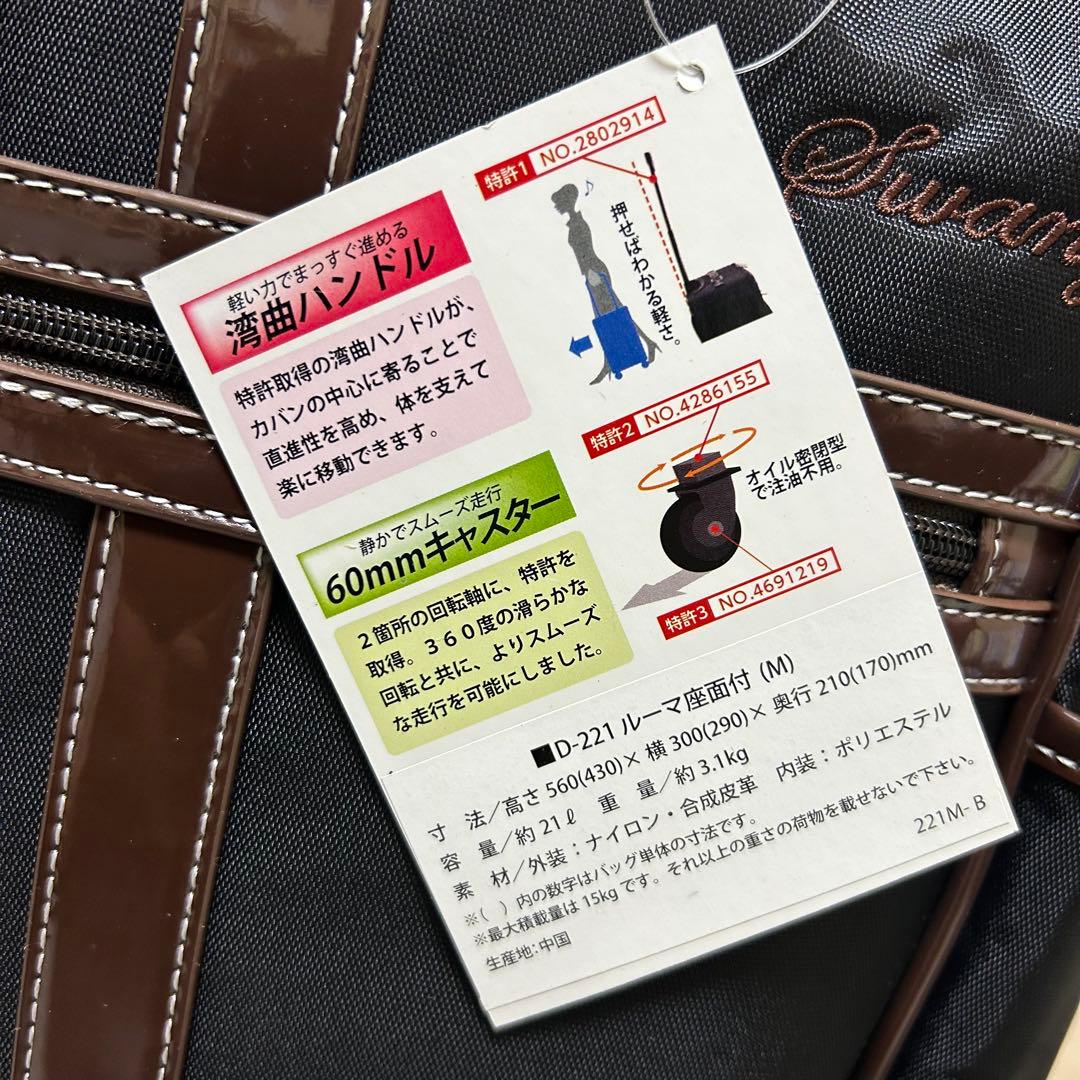 特許1 NO.2802914
軽い力でまっすぐ進める
湾曲ハンドル
特許取得の湾曲ハンドルが、
カバンの中心に寄ることで
直進性を高め、体を支えて
楽に移動できます。
押せばわかる軽さ。
特許2 NO.4286155
オイル密閉型
で注油不用。
静かでスムーズ走行
60mmキャスター
２箇所の回転軸に、特許を
取得。３６０度の滑らかな
回転と共に、よりスムーズ
な走行を可能にしました。
特許3 NO.4691219
■D-221 ルーマ座面付 (M)
寸 法/高さ 560(430)× 横 300(290)× 奥行 210(170)mm
容 量/約 21ℓ 重 量/約 3.1kg
素 材/外装：ナイロン・合成皮革 内装：ポリエステル
※( )内の数字はバッグ単体の寸法です。
※最大積載量は 15kg です。それ以上の重さの荷物を載せないで下さい。
生産地:中国
221M- B
Swany